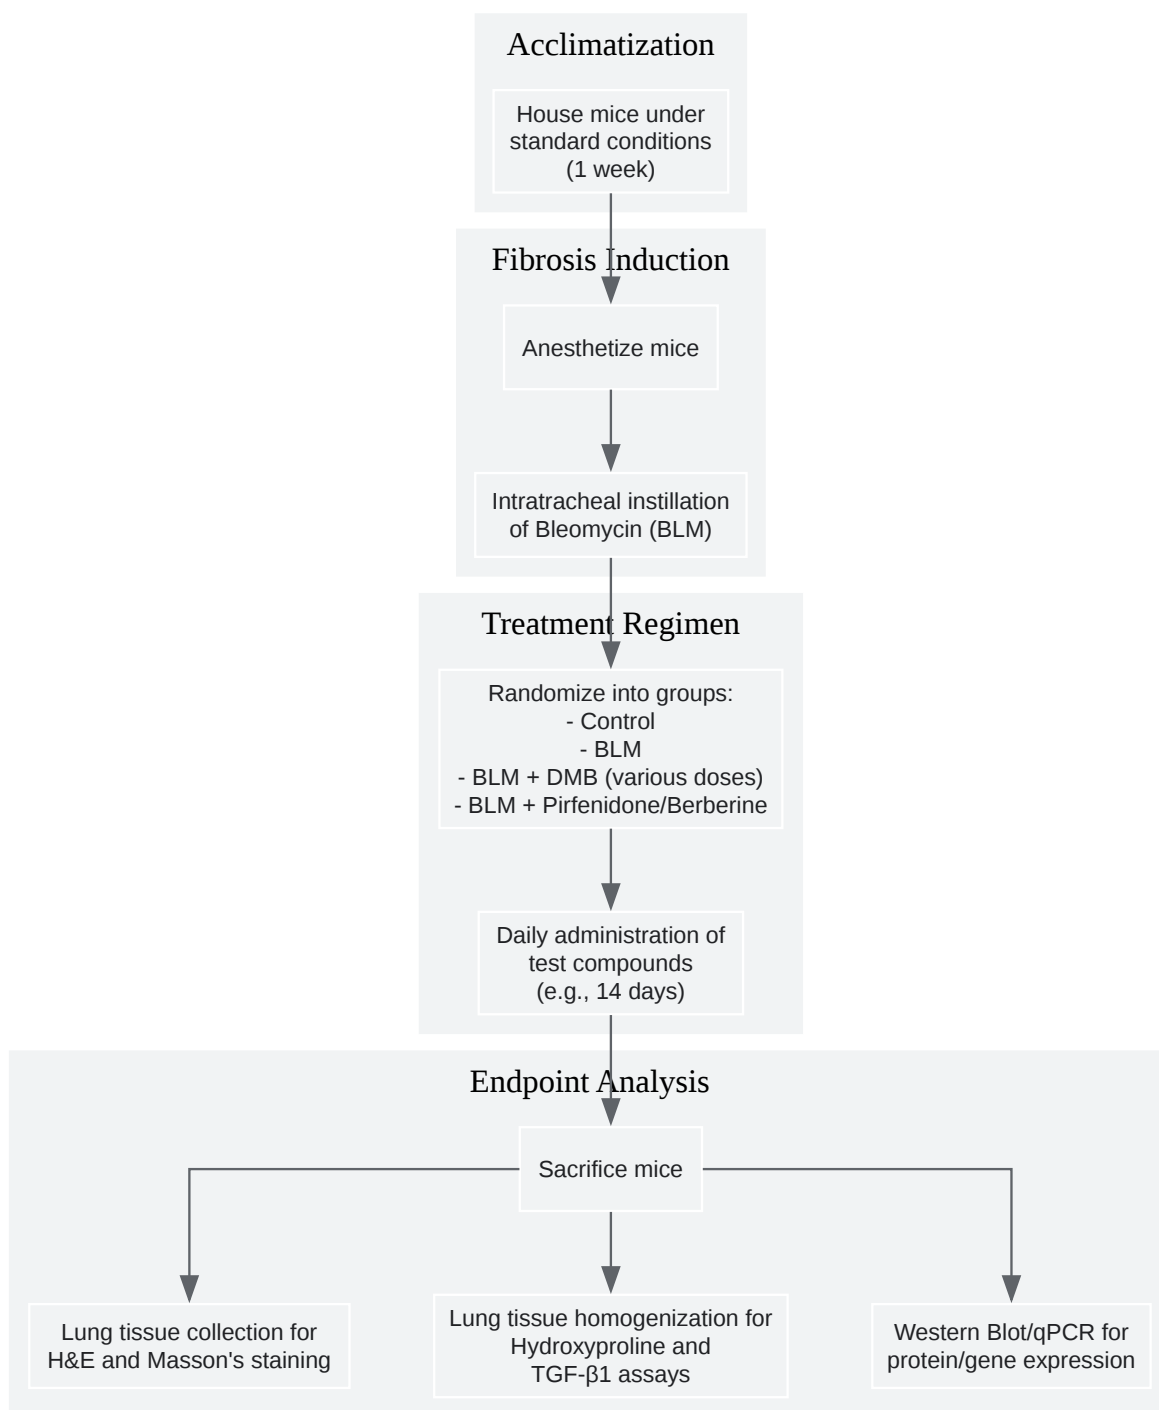 Acclimatization
House mice under
standard conditions
(1 week)
Fibrosis Induction
Anesthetize mice
Intratracheal instillation
of Bleomycin (BLM)
Treatment Regimen
Randomize into groups:
- Control
- BLM
- BLM + DMB (various doses)
- BLM + Pirfenidone/Berberine
Daily administration of
test compounds
(e.g., 14 days)
Endpoint Analysis
Sacrifice mice
Lung tissue collection for
H&E and Masson's staining
Lung tissue homogenization for
Hydroxyproline and
TGF-β1 assays
Western Blot/qPCR for
protein/gene expression